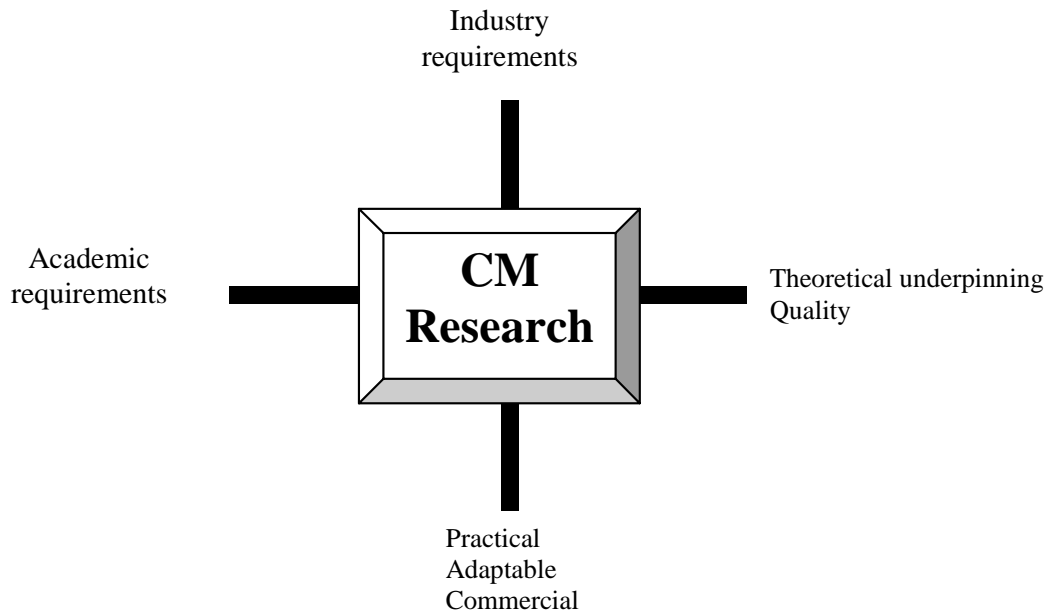 Industry
requirements
Academic
requirements
CM
Research
Theoretical underpinning
Quality
Practical
Adaptable
Commercial